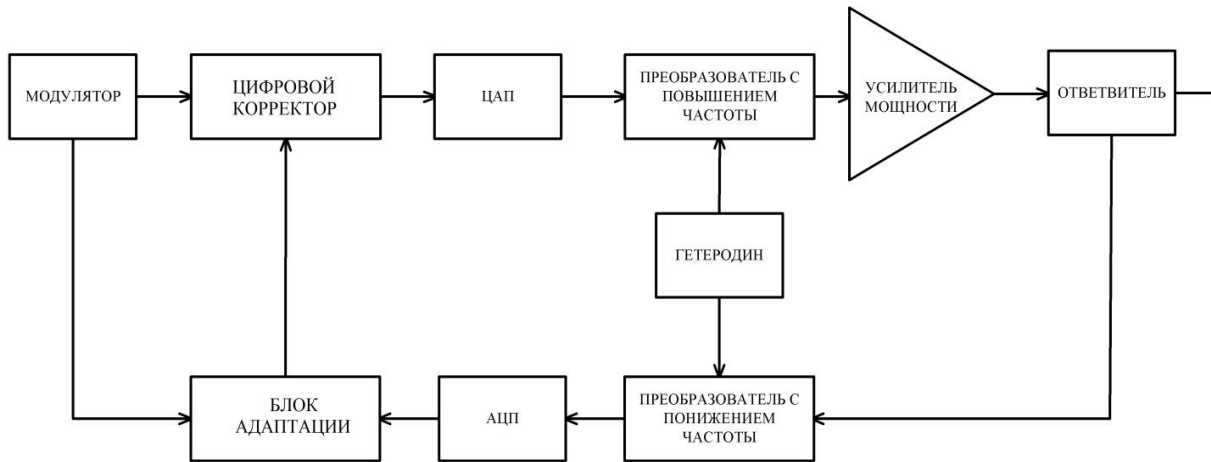 МОДУЛЯТОР
ЦИФРОВОЙ
КОРРЕКТОР
ЦАП
ПРЕОБРАЗОВАТЕЛЬ С
ПОВЫШЕНИЕМ
ЧАСТОТЫ
УСИЛИТЕЛЬ
МОЩНОСТИ
ОТВЕТВИТЕЛЬ
ГЕТЕРОДИН
БЛОК
АДАПТАЦИИ
АЦП
ПРЕОБРАЗОВАТЕЛЬ С
ПОНИЖЕНИЕМ
ЧАСТОТЫ